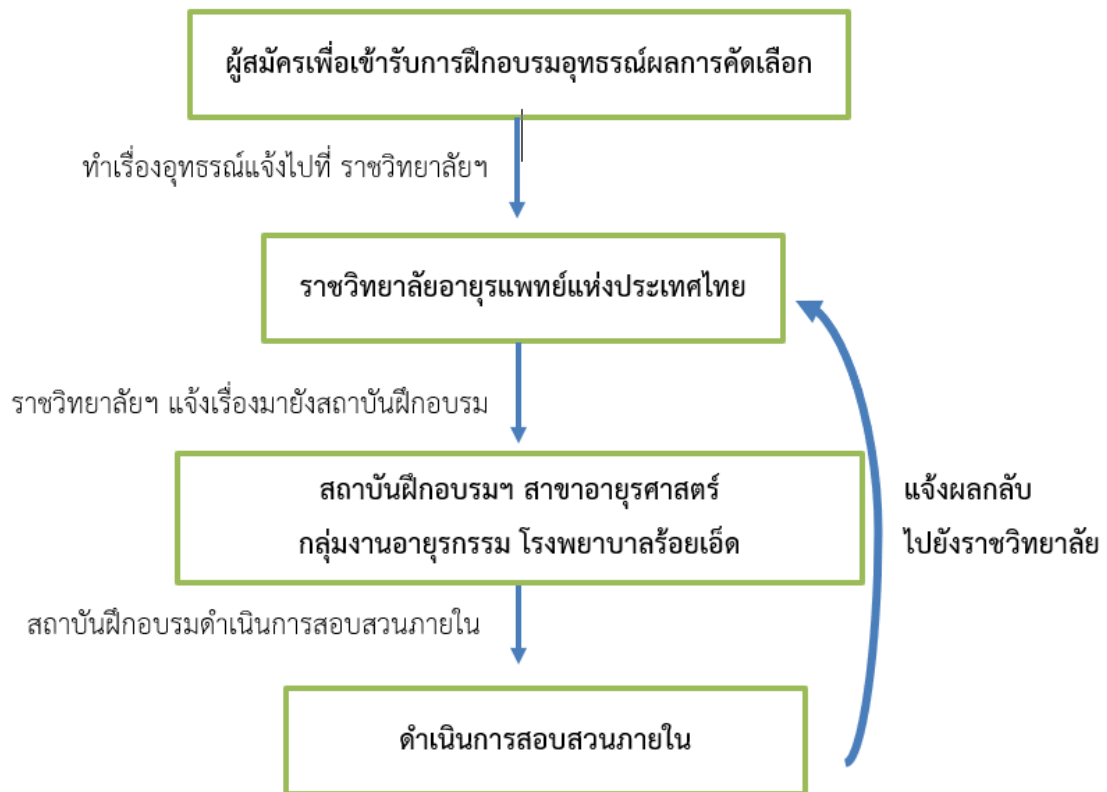 ผู้สมัครเพื่อเข้ารับการฝึกอบรมอุทธรณ์ผลการคัดเลือก
ทำเรื่องอุทธรณ์แจ้งไปที่ ราชวิทยาลัยฯ
ราชวิทยาลัยอายุรแพทย์แห่งประเทศไทย
ราชวิทยาลัยฯ แจ้งเรื่องมายังสถาบันฝึกอบรม
สถาบันฝึกอบรมฯ สาขาอายุรศาสตร์
กลุ่มงานอายุรกรรม โรงพยาบาลร้อยเอ็ด
แจ้งผลกลับ
ไปยังราชวิทยาลัย
สถาบันฝึกอบรมดำเนินการสอบสวนภายใน
ดำเนินการสอบสวนภายใน